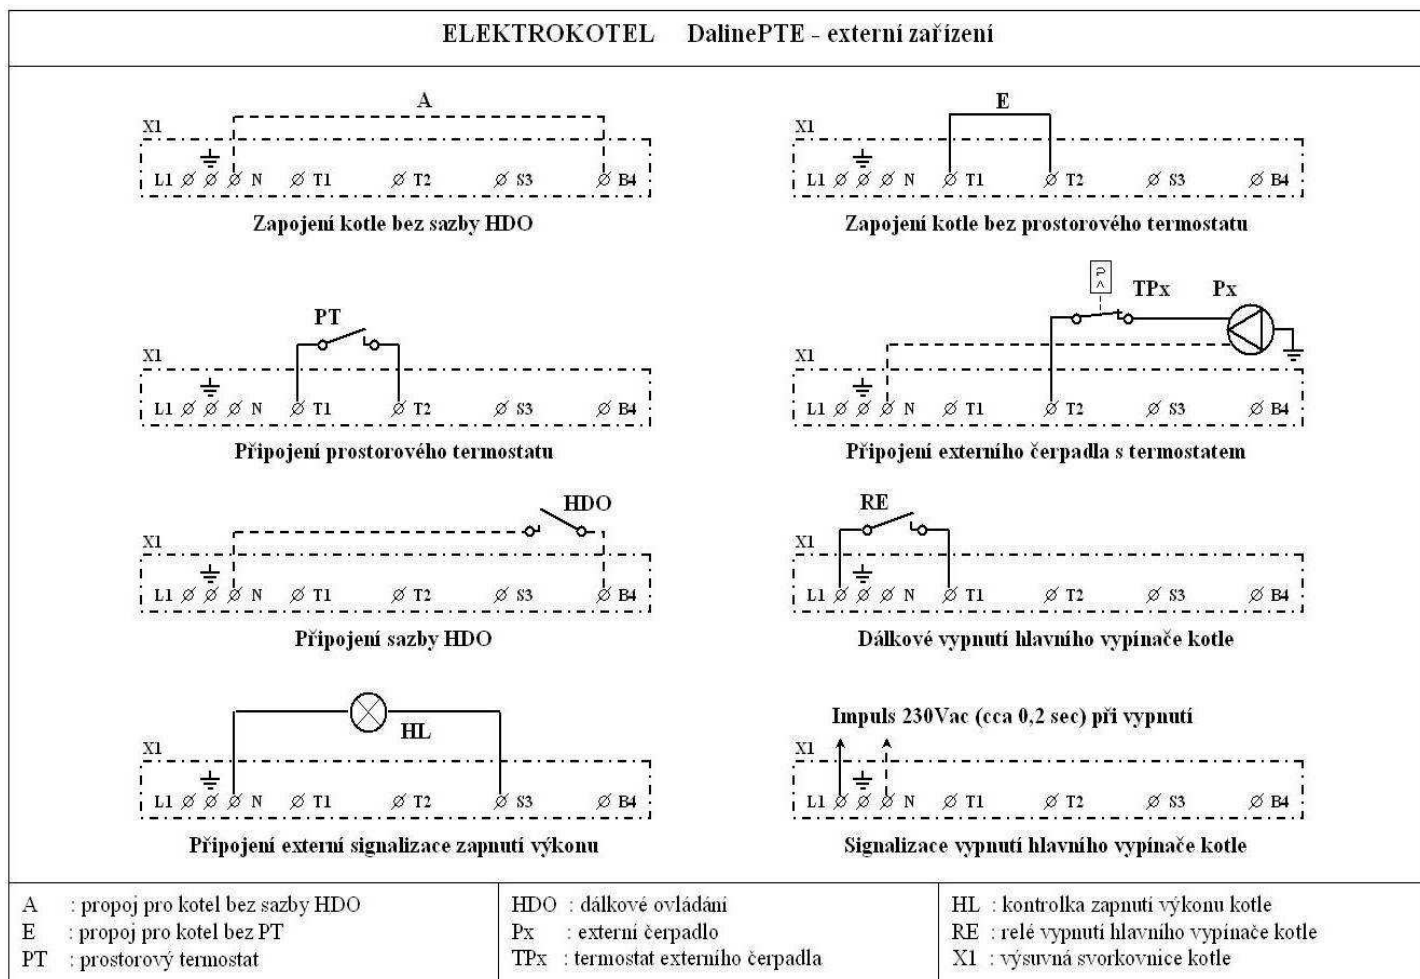 ELEKTROKOTEL DalinePTE - externí zařízení
A
X1
L1 N T1 T2 S3 B4
Zapojení kotle bez sazby HDO
E
X1
L1 N T1 T2 S3 B4
Zapojení kotle bez prostorového termostatu
PT
X1
L1 N T1 T2 S3 B4
Připojení prostorového termostatu
TPx Px
X1
L1 N T1 T2 S3 B4
Připojení externího čerpadla s termostatem
HDO
X1
L1 N T1 T2 S3 B4
Připojení sazby HDO
RE
X1
L1 N T1 T2 S3 B4
Dálkové vypnutí hlavního vypínače kotle
HL
X1
L1 N T1 T2 S3 B4
Připojení externí signalizace zapnutí výkonu
Impuls 230Vac (cca 0,2 sec) při vypnutí
X1
L1 N T1 T2 S3 B4
Signalizace vypnutí hlavního vypínače kotle
A : propoj pro kotel bez sazby HDO
E : propoj pro kotel bez PT
PT : prostorový termostat
HDO : dálkové ovládání
Px : externí čerpadlo
TPx : termostat externího čerpadla
HL : kontrolka zapnutí výkonu kotle
RE : relé vypnutí hlavního vypínače kotle
X1 : výsuvná svorkovnice kotle